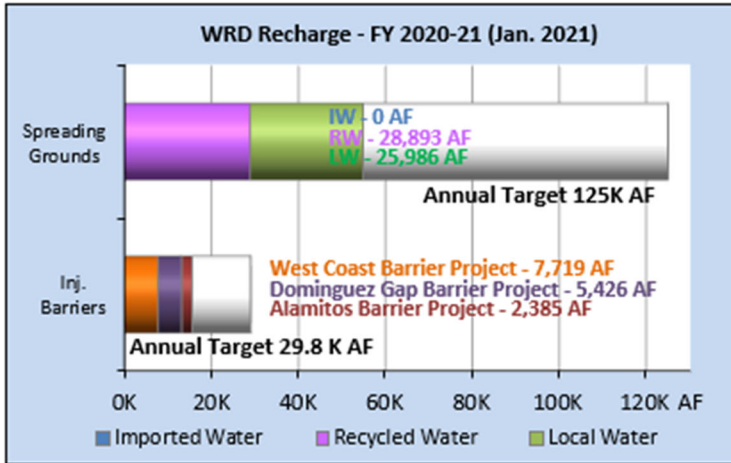 WRD Recharge - FY 2020-21 (Jan. 2021)
Spreading
Grounds
IW - 0 AF
RW - 28,893 AF
LW - 25,986 AF
Annual Target 125K AF
Inj.
Barriers
West Coast Barrier Project - 7,719 AF
Dominguez Gap Barrier Project - 5,426 AF
Alamitos Barrier Project - 2,385 AF
Annual Target 29.8 K AF
0K 20K 40K 60K 80K 100K 120K AF
Imported Water Recycled Water Local Water